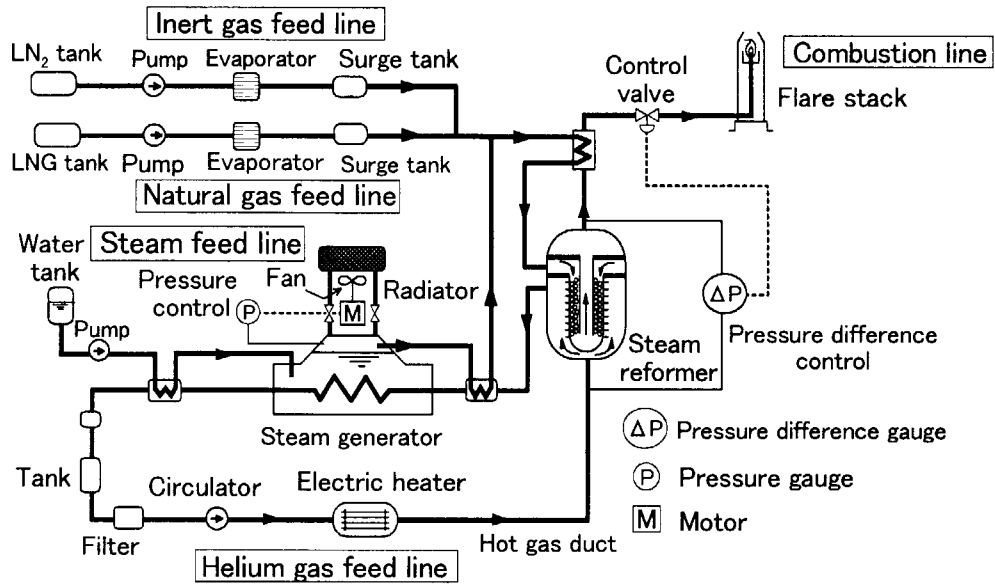 Inert gas feed line
LN₂ tank
Pump
Evaporator
Surge tank
LNG tank
Pump
Evaporator
Surge tank
Natural gas feed line
Control
valve
Combustion line
Flare stack
Water
tank
Steam feed line
Pressure
control
Fan
Radiator
P
M
Pump
Steam generator
ΔP
Pressure difference
control
Steam
reformer
Tank
Filter
Circulator
Electric heater
Hot gas duct
Helium gas feed line
ΔP Pressure difference gauge
P Pressure gauge
M Motor